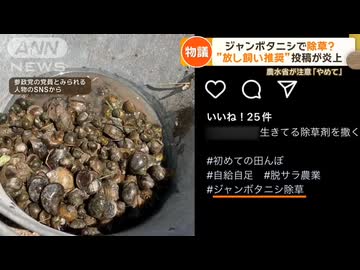 ANN
NEWS
参政党の党員とみられる
人物のSNSから
物議
ジャンボタニシで除草?
"放し飼い推奨"投稿が炎上
農水省が注意「やめて」
いいね！25件
生きてる除草剤を撒く
#初めての田んぼ
#自給自足 #脱サラ農業
#ジャンボタニシ除草